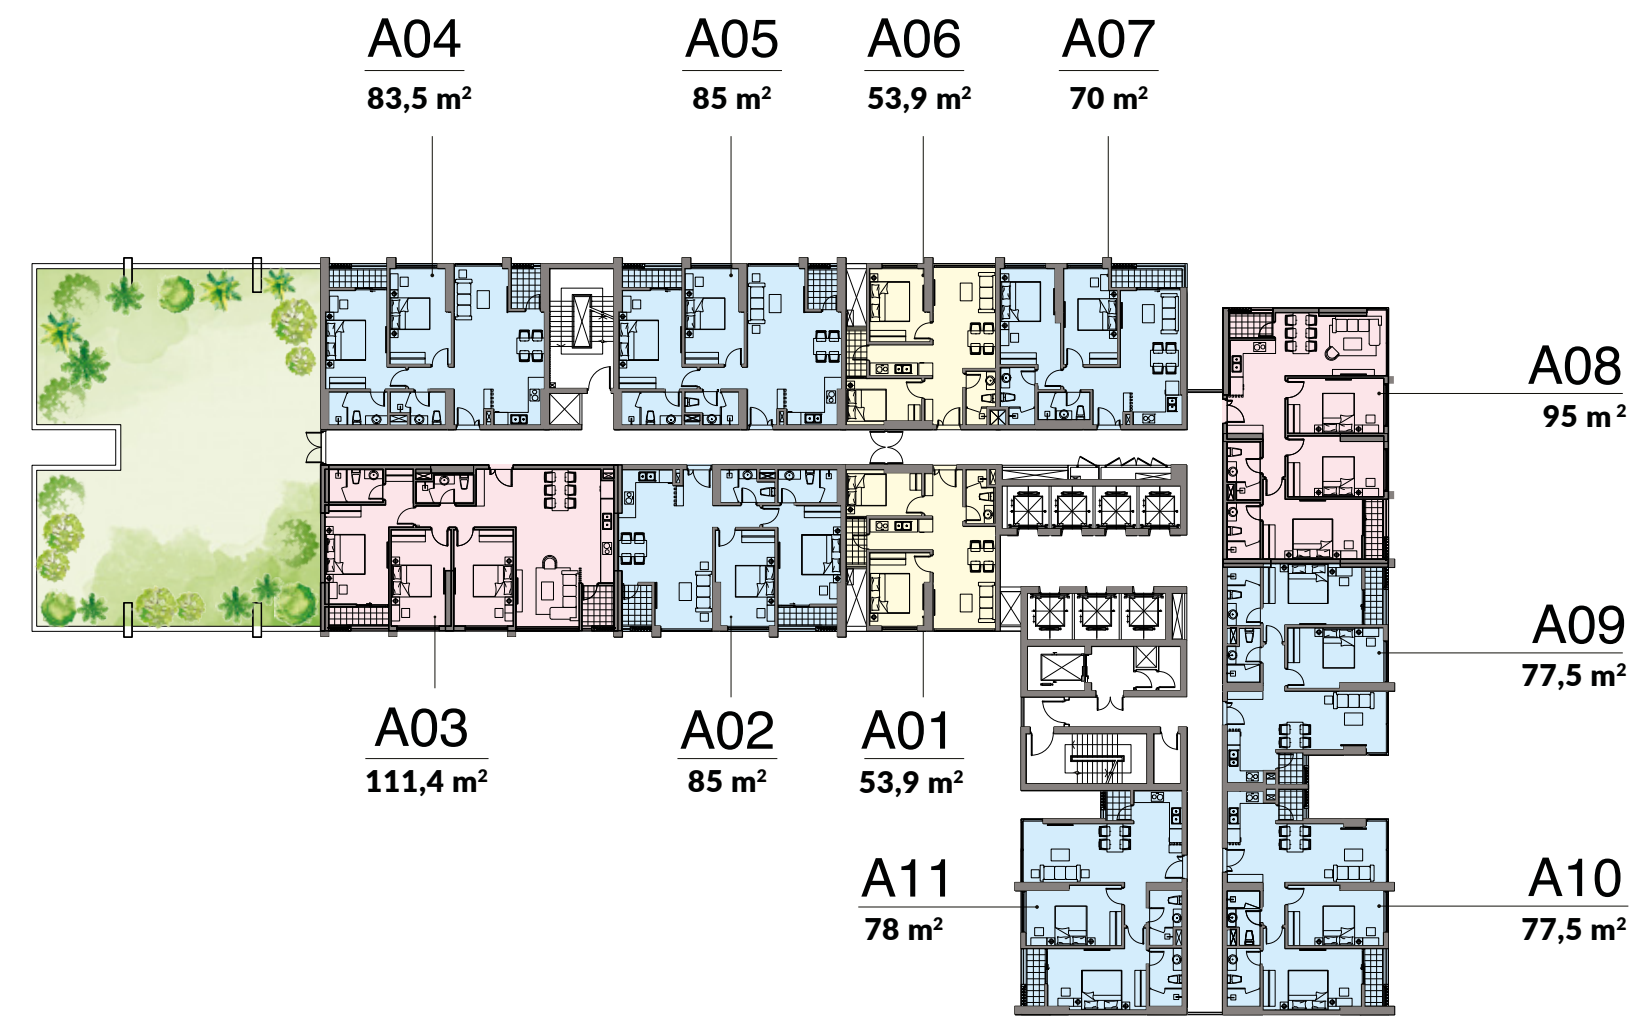 A04
83,5 m²
A05
85 m²
A06
53,9 m²
A07
70 m²
A08
95 m²
A09
77,5 m²
A03
111,4 m²
A02
85 m²
A01
53,9 m²
A11
78 m²
A10
77,5 m²